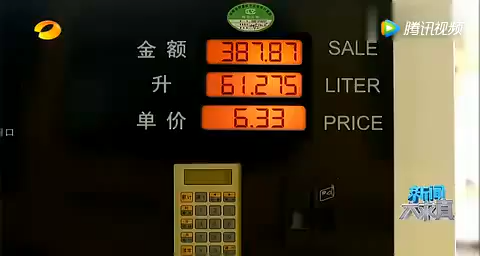 腾讯视频
金额 387.87 SALE
升 61.275 LITER
单价 6.33 PRICE
口
新闻
大求真